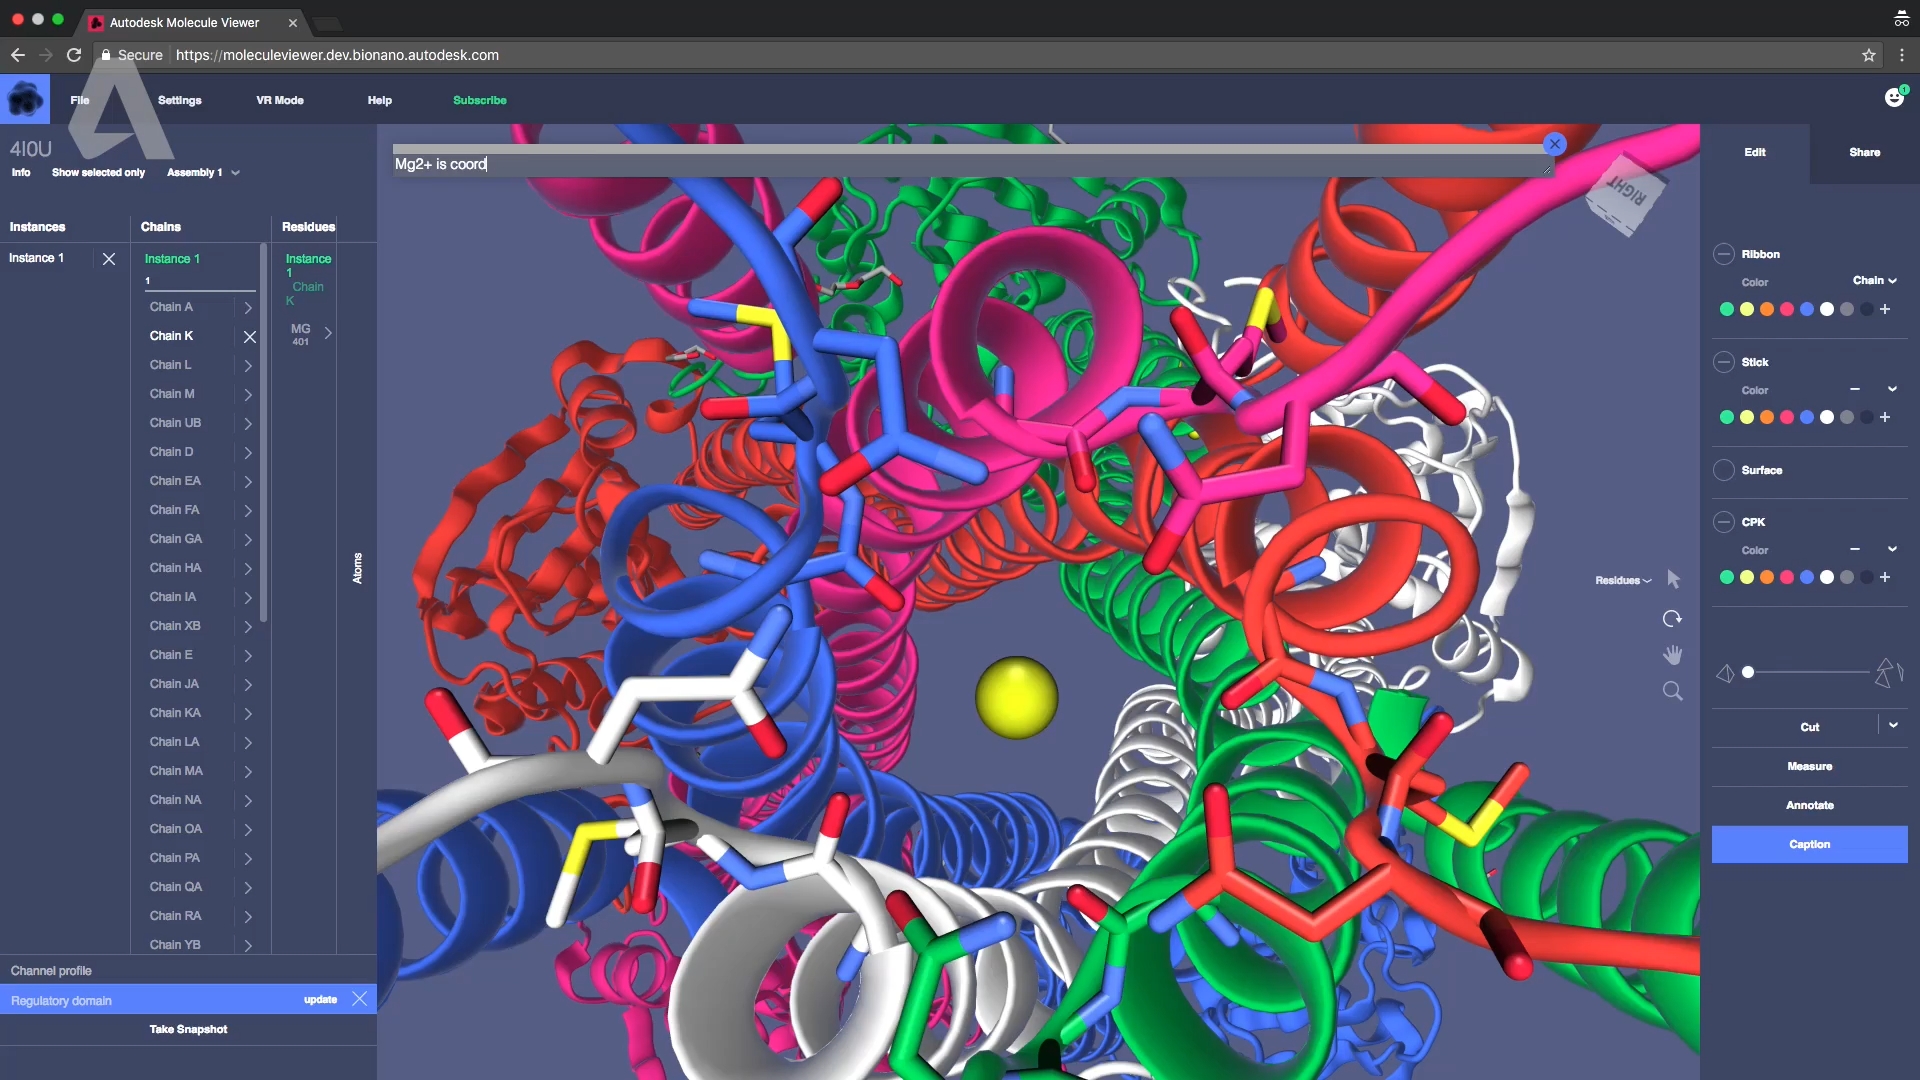 Autodesk Molecule Viewer
Secure https://moleculeviewer.dev.bionano.autodesk.com
File Settings VR Mode Help Subscribe
1
4I0U
Info Show selected only Assembly 1
Mg2+ is coord
RIGHT
Edit Share
Instances Chains Residues
Instance 1
Instance 1
1
Instance
1
Chain
K
MG
401
Chain A
Chain K
Chain L
Chain M
Chain UB
Chain D
Chain EA
Chain FA
Chain GA
Chain HA
Chain IA
Chain XB
Chain E
Chain JA
Chain KA
Chain LA
Chain MA
Chain NA
Chain OA
Chain PA
Chain QA
Chain RA
Chain YB
Atoms
Channel profile
Regulatory domain update
Take Snapshot
Residues
Ribbon
Color Chain
Stick
Color
Surface
CPK
Color
Cut
Measure
Annotate
Caption